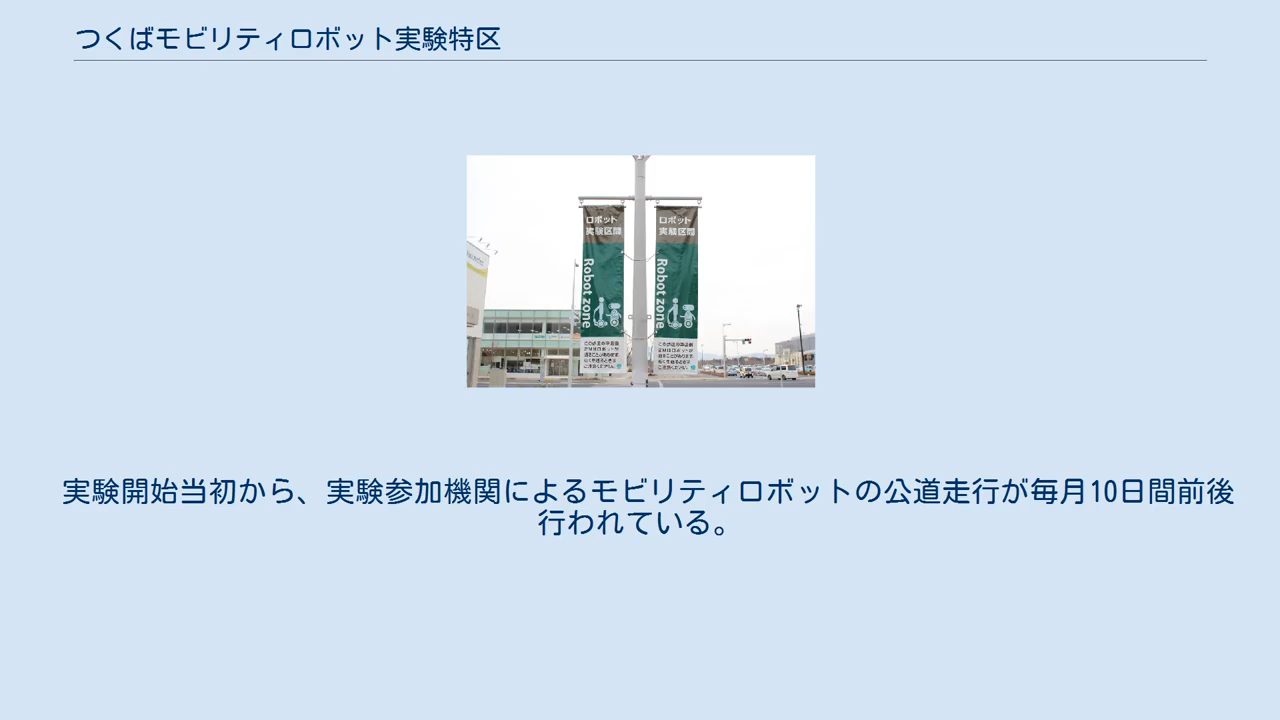 つくばモビリティロボット実験特区
ロボット
実験区間
Robot zone
ロボット
実験区間
Robot zone
実験開始当初から、実験参加機関によるモビリティロボットの公道走行が毎月10日間前後
行われている。